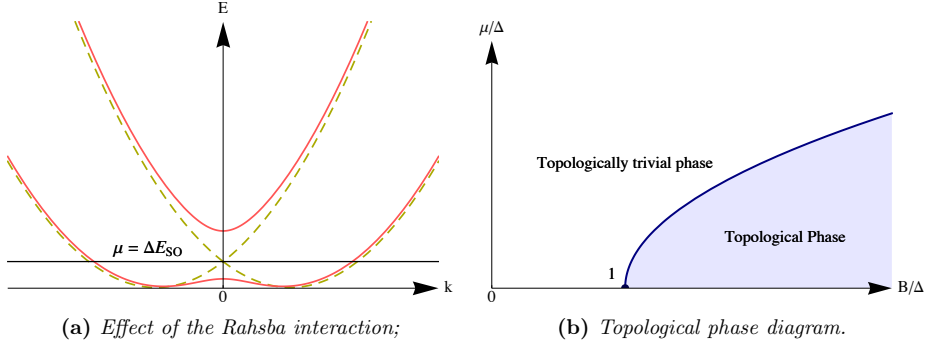 E
μ = ΔE_SO
0
k
(a) Effect of the Rahsba interaction;
μ/Δ
Topologically trivial phase
Topological Phase
1
0
B/Δ
(b) Topological phase diagram.